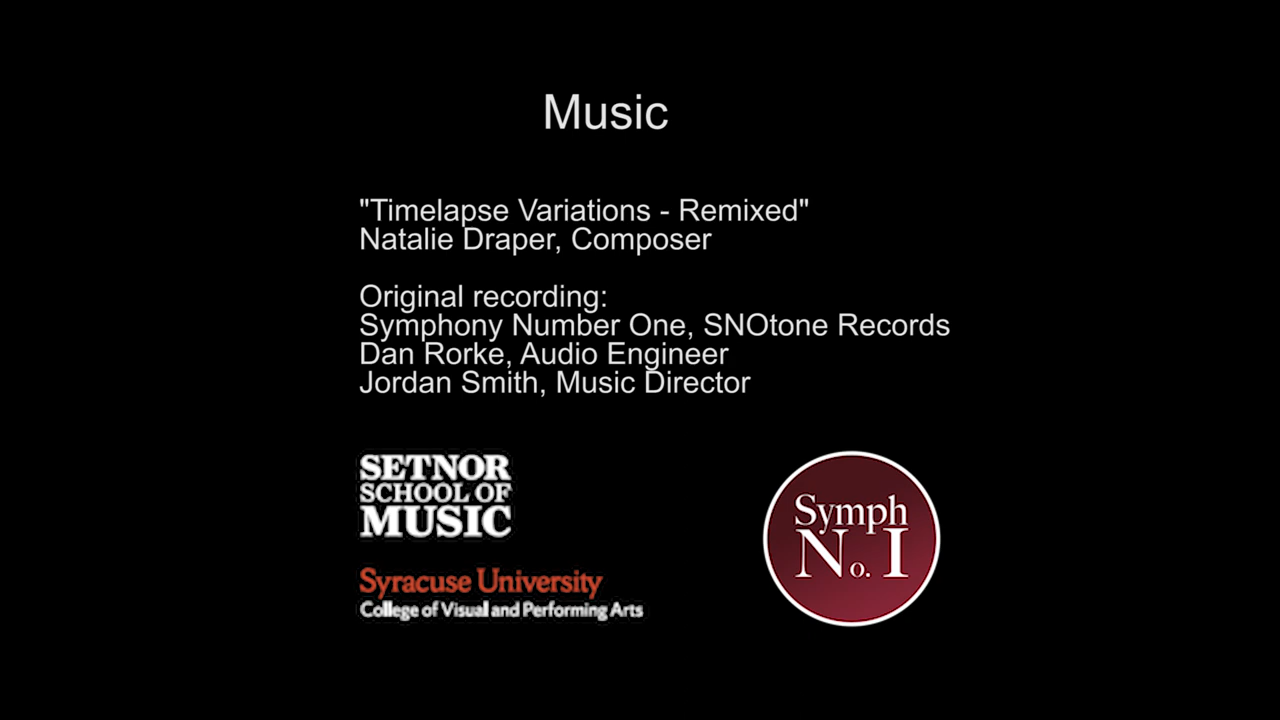 Music
"Timelapse Variations - Remixed"
Natalie Draper, Composer
Original recording:
Symphony Number One, SNOtone Records
Dan Rorke, Audio Engineer
Jordan Smith, Music Director
SETNOR
SCHOOL OF
MUSIC
Syracuse University
College of Visual and Performing Arts
Symph
No. I